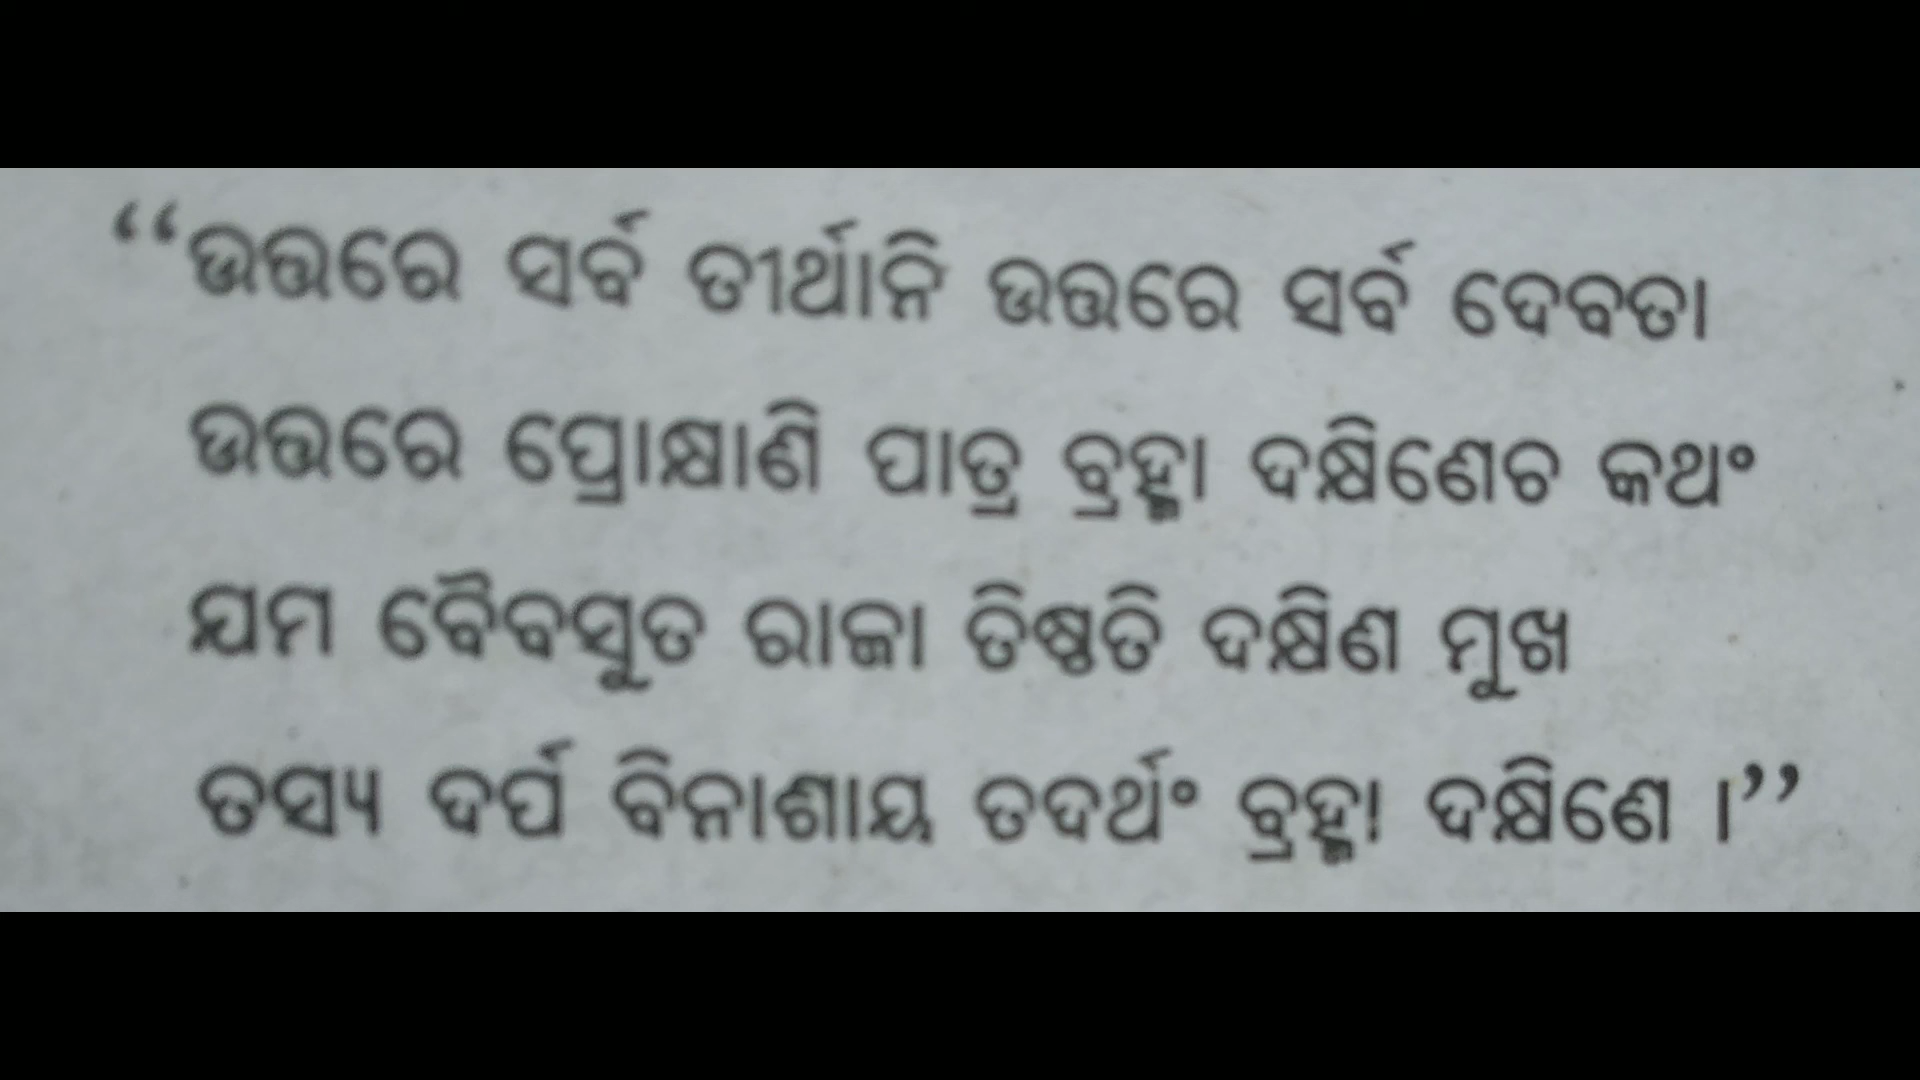 “ଉତ୍ତରେ ସର୍ବ ତୀର୍ଥାନି ଉତ୍ତରେ ସର୍ବ ଦେବତା
ଉତ୍ତରେ ପ୍ରୋକ୍ଷାଣି ପାତ୍ର ବ୍ରହ୍ମା ଦକ୍ଷିଣେଚ କଥଂ
ଯମ ବୈବସୁତ ରାଜା ତିଷ୍ଠତି ଦକ୍ଷିଣ ମୁଖ
ତସ୍ୟ ଦର୍ପ ବିନାଶାୟ ତଦର୍ଥଂ ବ୍ରହ୍ମା ଦକ୍ଷିଣେ ।”